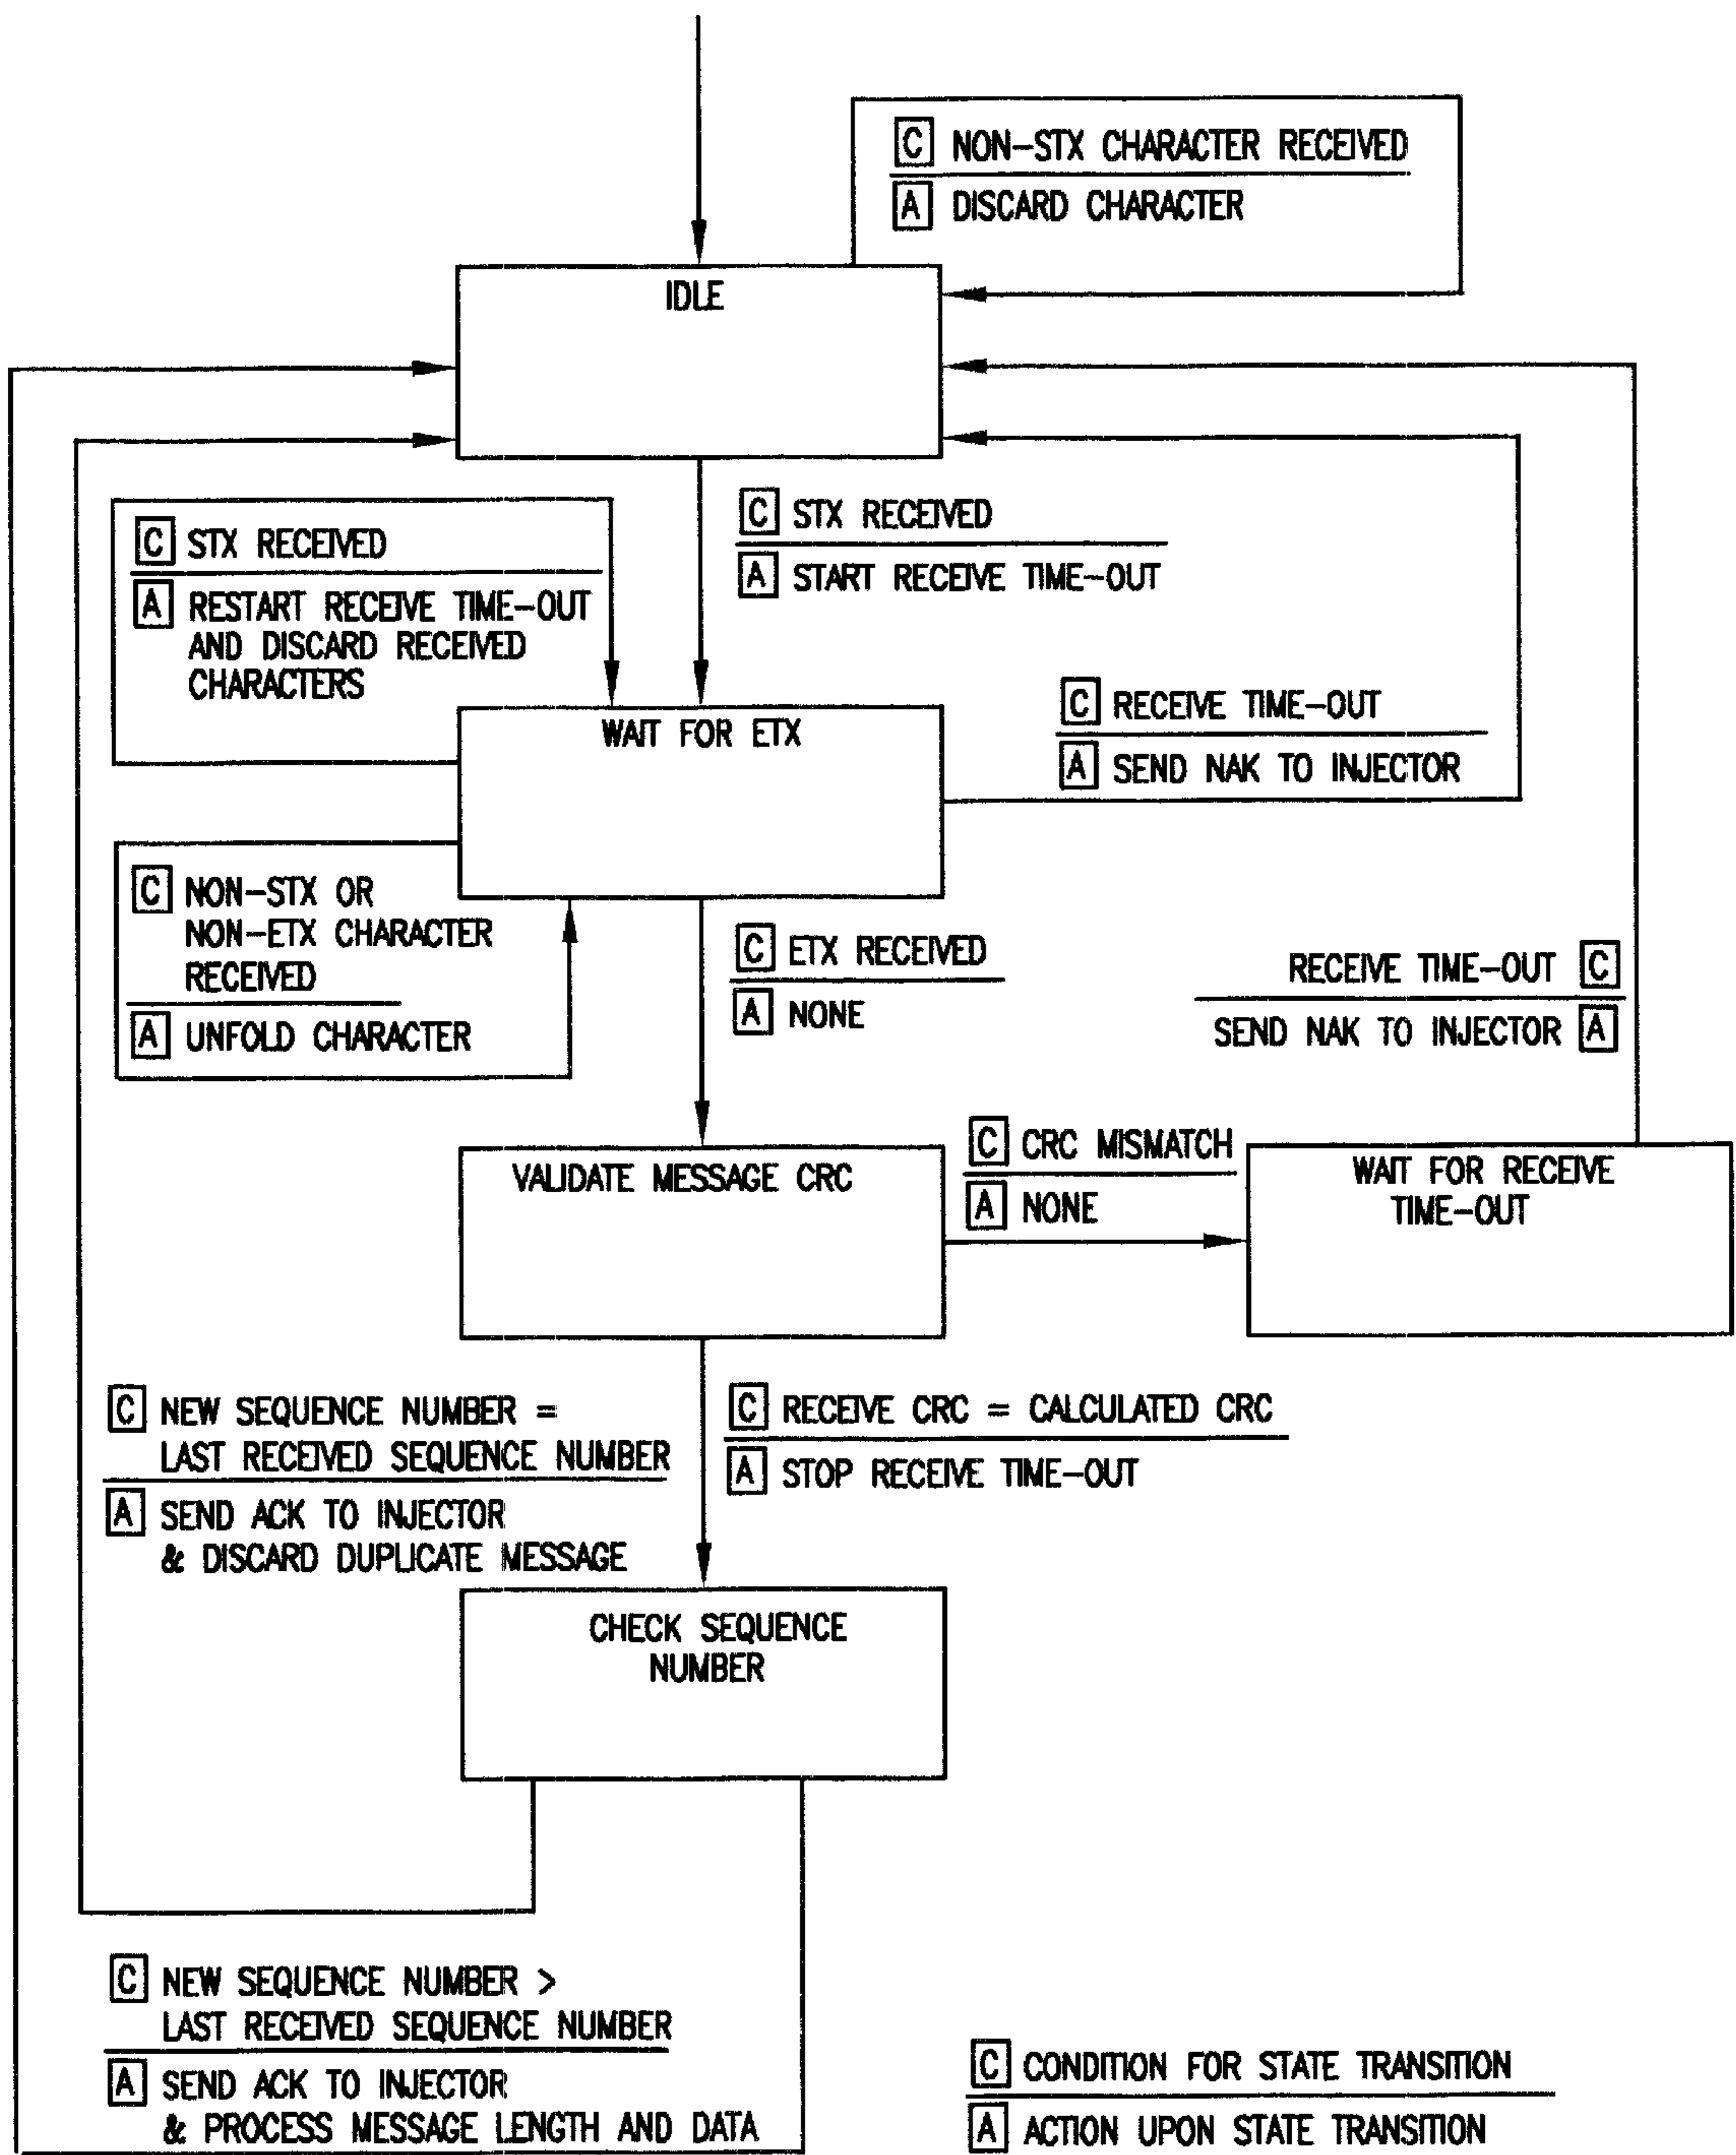 C NON-STX CHARACTER RECEIVED
A DISCARD CHARACTER
IDLE
C STX RECEIVED
A RESTART RECEIVE TIME-OUT
AND DISCARD RECEIVED
CHARACTERS
C STX RECEIVED
A START RECEIVE TIME-OUT
WAIT FOR ETX
C RECEIVE TIME-OUT
A SEND NAK TO INJECTOR
C NON-STX OR
NON-ETX CHARACTER
RECEIVED
A UNFOLD CHARACTER
C ETX RECEIVED
A NONE
RECEIVE TIME-OUT C
SEND NAK TO INJECTOR A
VALIDATE MESSAGE CRC
C CRC MISMATCH
A NONE
WAIT FOR RECEIVE
TIME-OUT
C NEW SEQUENCE NUMBER =
LAST RECEIVED SEQUENCE NUMBER
A SEND ACK TO INJECTOR
& DISCARD DUPLICATE MESSAGE
C RECEIVE CRC = CALCULATED CRC
A STOP RECEIVE TIME-OUT
CHECK SEQUENCE
NUMBER
C NEW SEQUENCE NUMBER >
LAST RECEIVED SEQUENCE NUMBER
A SEND ACK TO INJECTOR
& PROCESS MESSAGE LENGTH AND DATA
C CONDITION FOR STATE TRANSITION
A ACTION UPON STATE TRANSITION